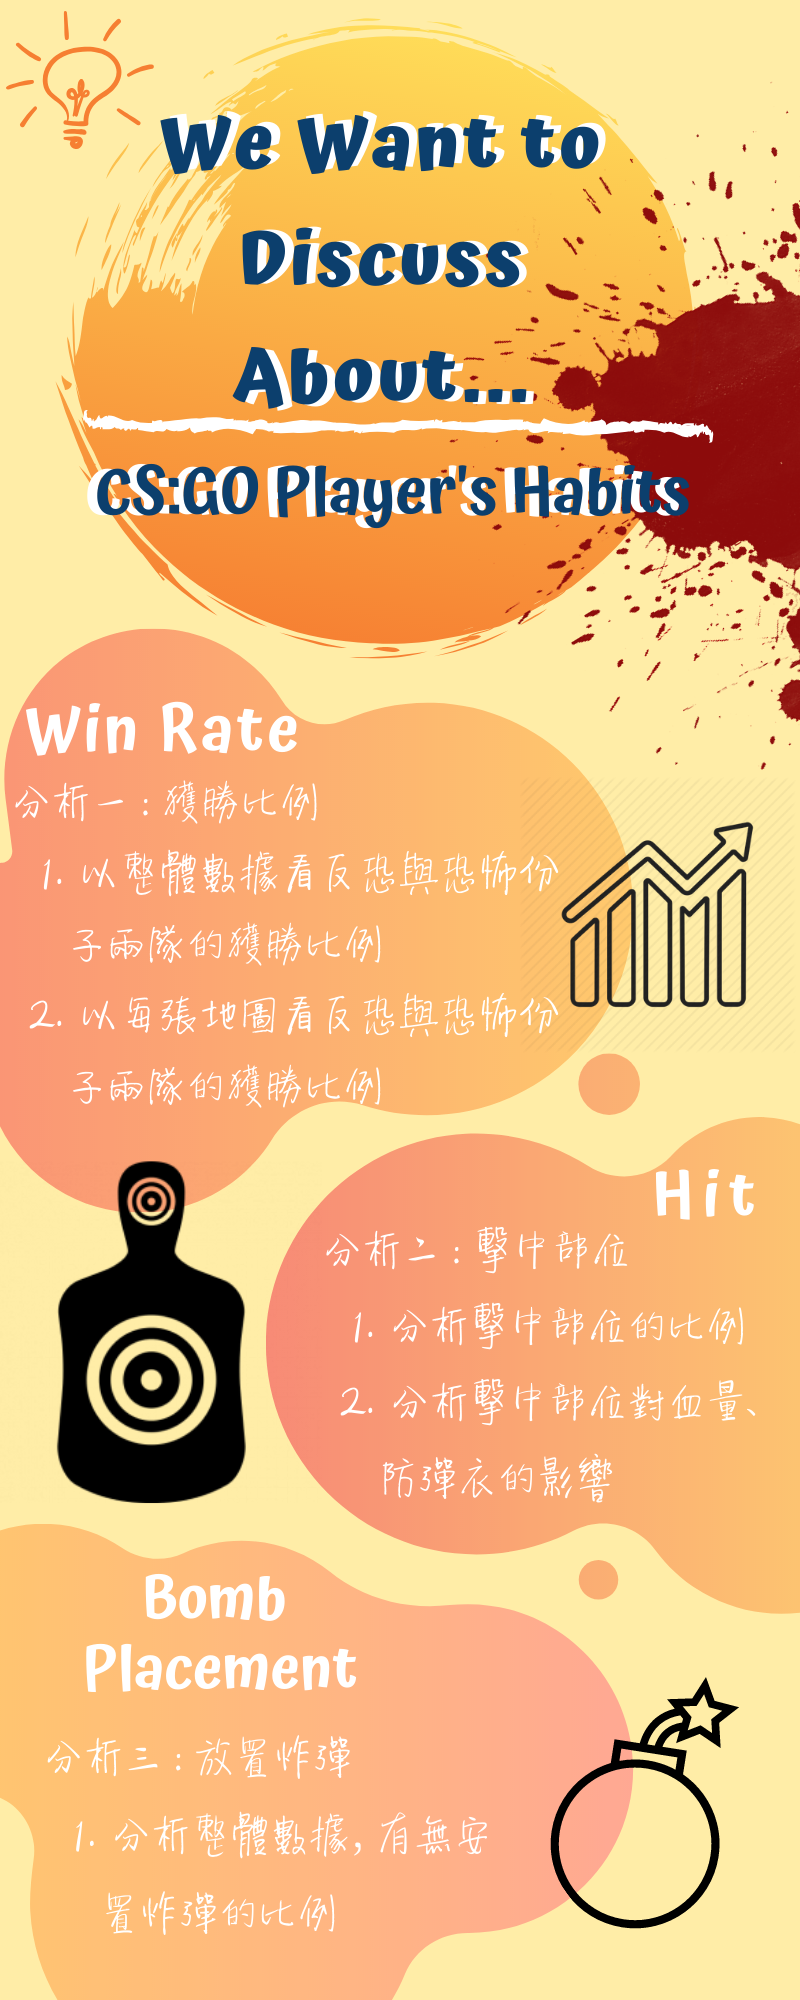 We Want to
Discuss
About...
CS:GO Player's Habits
Win Rate
分析一：獲勝比例
1. 以整體數據看反恐與恐怖份
子兩隊的獲勝比例
2. 以每張地圖看反恐與恐怖份
子兩隊的獲勝比例
Hit
分析二：擊中部位
1. 分析擊中部位的比例
2. 分析擊中部位對血量、
防彈衣的影響
Bomb
Placement
分析三：放置炸彈
1. 分析整體數據, 有無安
置炸彈的比例